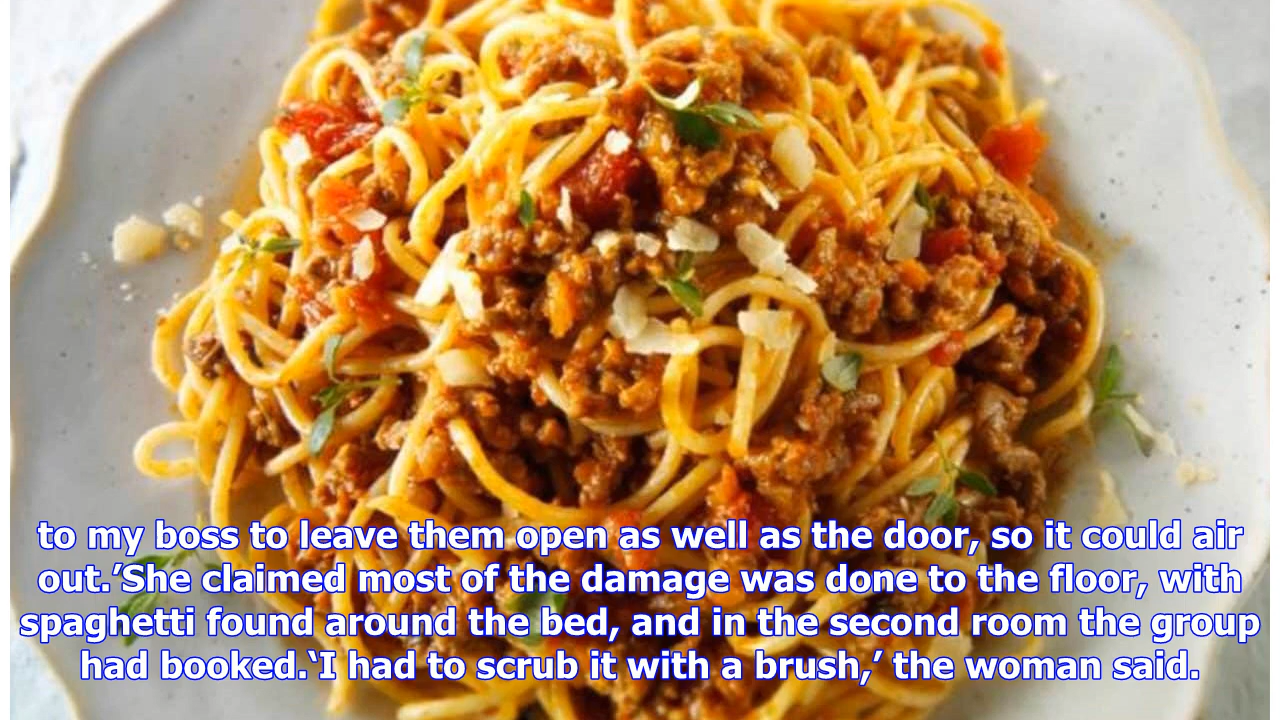 to my boss to leave them open as well as the door, so it could air
out.’She claimed most of the damage was done to the floor, with
spaghetti found around the bed, and in the second room the group
had booked.‘I had to scrub it with a brush,’ the woman said.